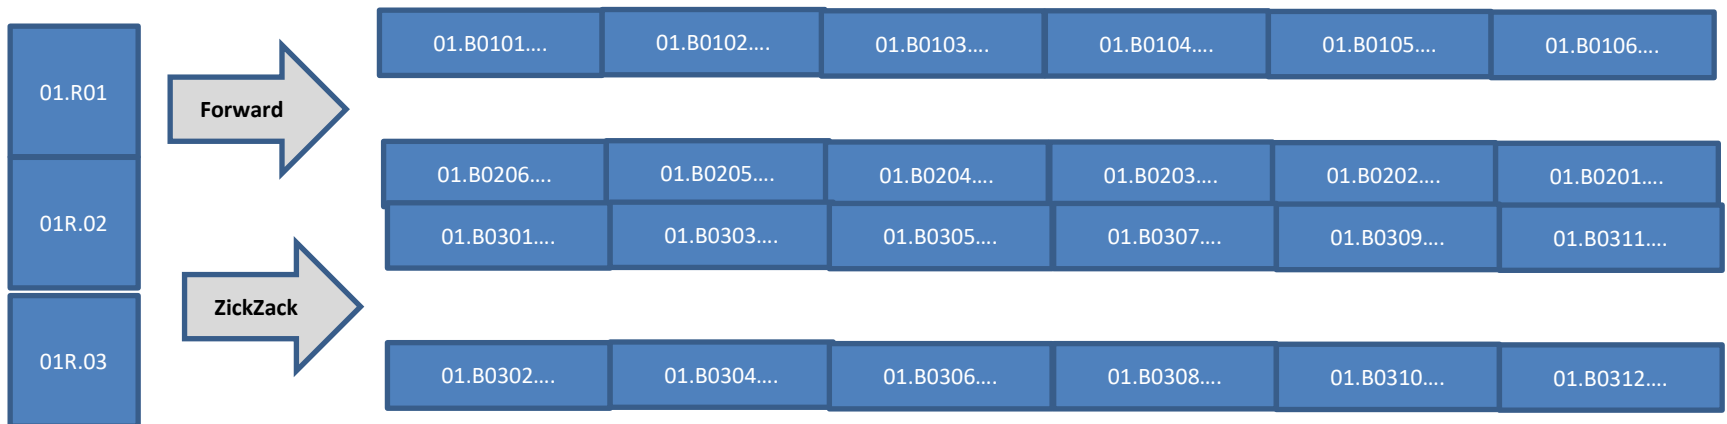 01.R01
01R.02
01R.03
Forward
ZickZack
01.B0101.... 01.B0102.... 01.B0103.... 01.B0104.... 01.B0105.... 01.B0106....
01.B0206.... 01.B0205.... 01.B0204.... 01.B0203.... 01.B0202.... 01.B0201....
01.B0301.... 01.B0303.... 01.B0305.... 01.B0307.... 01.B0309.... 01.B0311....
01.B0302.... 01.B0304.... 01.B0306.... 01.B0308.... 01.B0310.... 01.B0312....